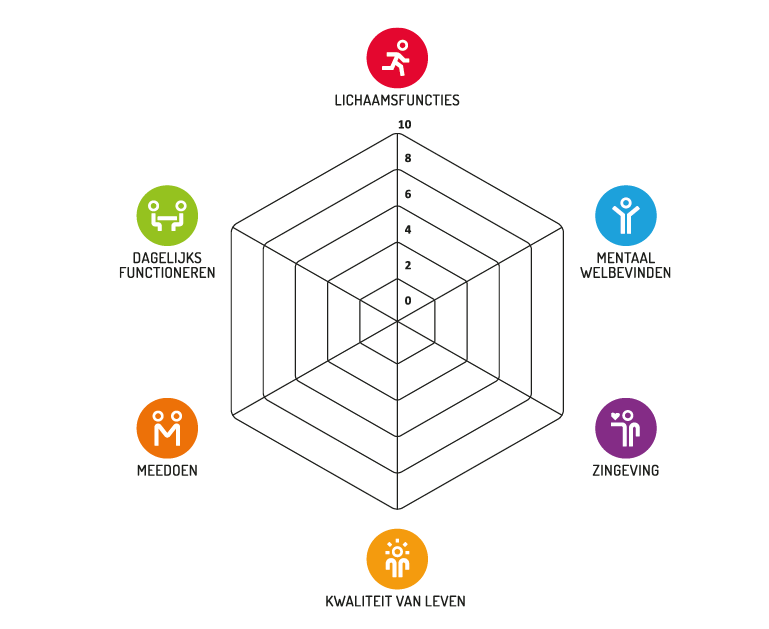 LICHAAMSFUNCTIES
10
8
6
4
2
0
DAGELIJKS
FUNCTIONEREN
MENTAAL
WELBEVINDEN
MEEDOEN
ZINGEVING
KWALITEIT VAN LEVEN